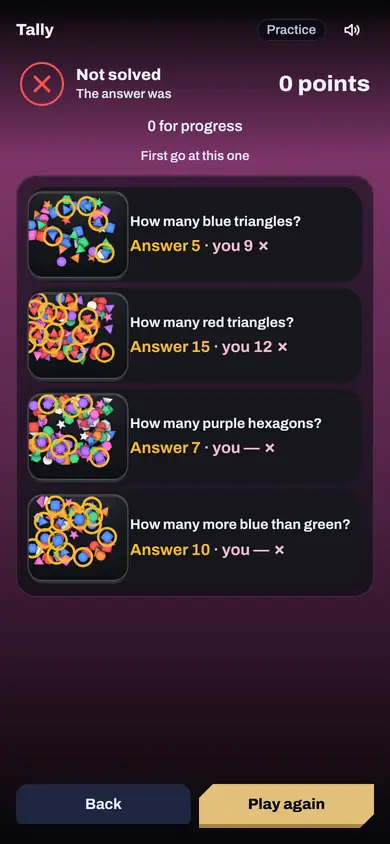 Tally
Practice
Not solved
The answer was
0 points
0 for progress
First go at this one
How many blue triangles?
Answer 5 · you 9 ×
How many red triangles?
Answer 15 · you 12 ×
How many purple hexagons?
Answer 7 · you — ×
How many more blue than green?
Answer 10 · you — ×
Back
Play again